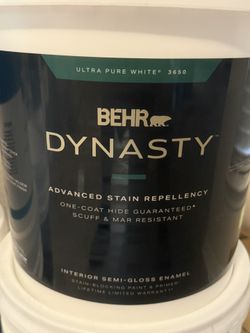 ULTRA PURE WHITE® 3650
BEHR
DYNASTY™
ADVANCED STAIN REPELLENCY
ONE-COAT HIDE GUARANTEED*
SCUFF & MAR RESISTANT
INTERIOR SEMI-GLOSS ENAMEL
STAIN-BLOCKING PAINT & PRIMER
LIFETIME LIMITED WARRANTY††